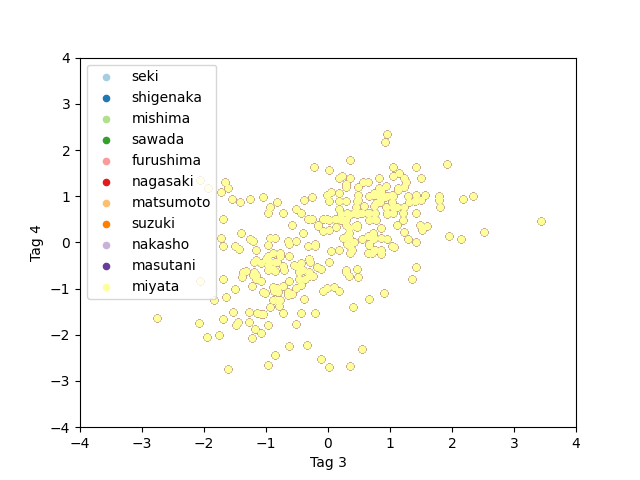 4
3
2
1
0
−1
−2
−3
−4
Tag 4
seki
shigenaka
mishima
sawada
furushima
nagasaki
matsumoto
suzuki
nakasho
masutani
miyata
−4 −3 −2 −1 0 1 2 3 4
Tag 3